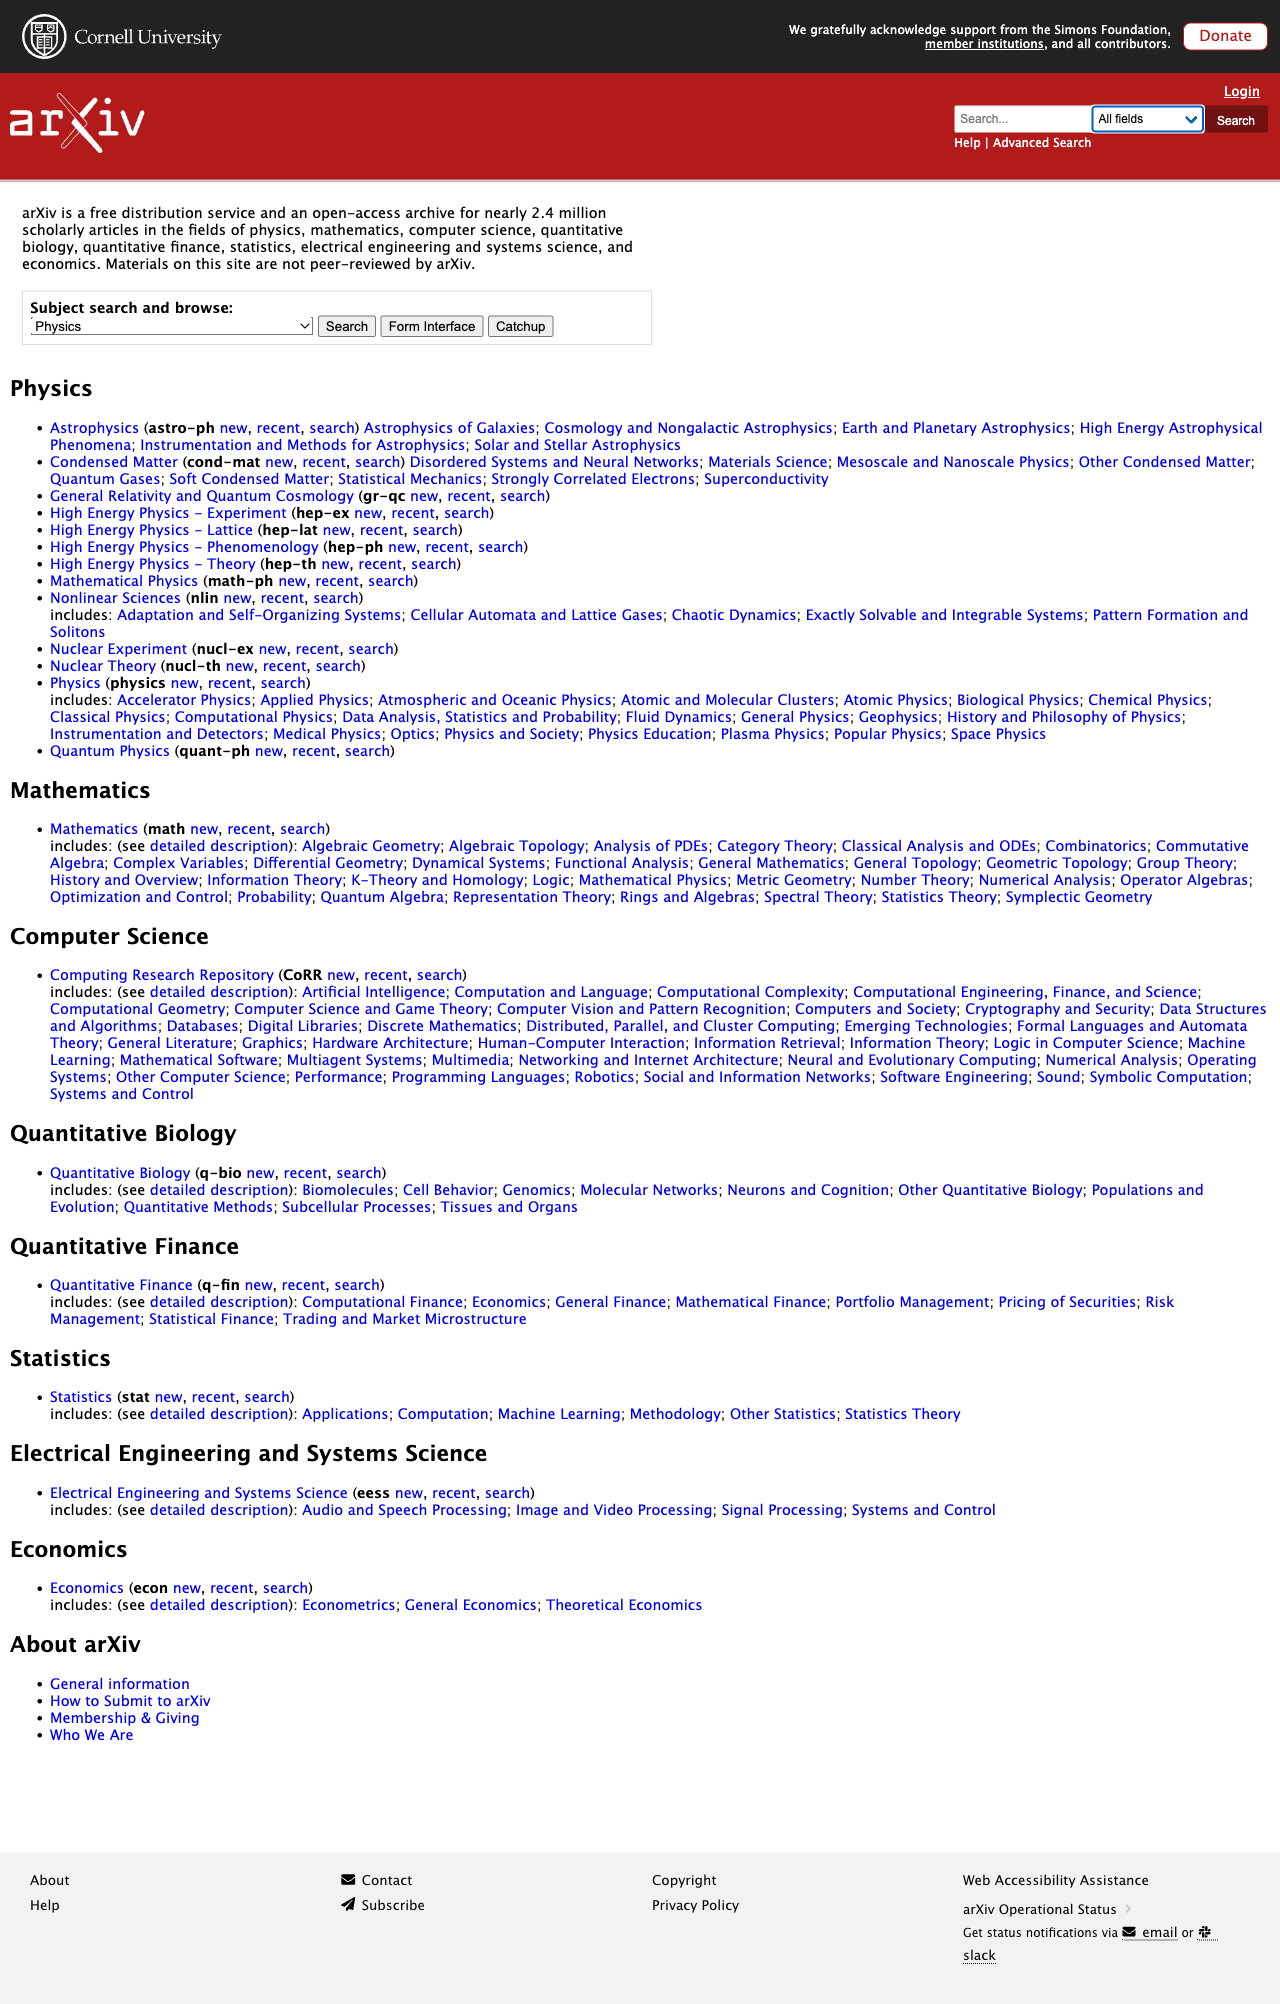 Cornell University
We gratefully acknowledge support from the Simons Foundation,
member institutions, and all contributors.
Donate
Login
arXiv
Search...
All fields
Search
Help | Advanced Search
arXiv is a free distribution service and an open-access archive for nearly 2.4 million
scholarly articles in the fields of physics, mathematics, computer science, quantitative
biology, quantitative finance, statistics, electrical engineering and systems science, and
economics. Materials on this site are not peer-reviewed by arXiv.
Subject search and browse:
Physics
Search
Form Interface
Catchup
Physics
• Astrophysics (astro-ph new, recent, search) Astrophysics of Galaxies; Cosmology and Nongalactic Astrophysics; Earth and Planetary Astrophysics; High Energy Astrophysical
Phenomena; Instrumentation and Methods for Astrophysics; Solar and Stellar Astrophysics
• Condensed Matter (cond-mat new, recent, search) Disordered Systems and Neural Networks; Materials Science; Mesoscale and Nanoscale Physics; Other Condensed Matter;
Quantum Gases; Soft Condensed Matter; Statistical Mechanics; Strongly Correlated Electrons; Superconductivity
• General Relativity and Quantum Cosmology (gr-qc new, recent, search)
• High Energy Physics - Experiment (hep-ex new, recent, search)
• High Energy Physics - Lattice (hep-lat new, recent, search)
• High Energy Physics - Phenomenology (hep-ph new, recent, search)
• High Energy Physics - Theory (hep-th new, recent, search)
• Mathematical Physics (math-ph new, recent, search)
• Nonlinear Sciences (nlin new, recent, search)
includes: Adaptation and Self-Organizing Systems; Cellular Automata and Lattice Gases; Chaotic Dynamics; Exactly Solvable and Integrable Systems; Pattern Formation and
Solitons
• Nuclear Experiment (nucl-ex new, recent, search)
• Nuclear Theory (nucl-th new, recent, search)
• Physics (physics new, recent, search)
includes: Accelerator Physics; Applied Physics; Atmospheric and Oceanic Physics; Atomic and Molecular Clusters; Atomic Physics; Biological Physics; Chemical Physics;
Classical Physics; Computational Physics; Data Analysis, Statistics and Probability; Fluid Dynamics; General Physics; Geophysics; History and Philosophy of Physics;
Instrumentation and Detectors; Medical Physics; Optics; Physics and Society; Physics Education; Plasma Physics; Popular Physics; Space Physics
• Quantum Physics (quant-ph new, recent, search)
Mathematics
• Mathematics (math new, recent, search)
includes: (see detailed description): Algebraic Geometry; Algebraic Topology; Analysis of PDEs; Category Theory; Classical Analysis and ODEs; Combinatorics; Commutative
Algebra; Complex Variables; Differential Geometry; Dynamical Systems; Functional Analysis; General Mathematics; General Topology; Geometric Topology; Group Theory;
History and Overview; Information Theory; K-Theory and Homology; Logic; Mathematical Physics; Metric Geometry; Number Theory; Numerical Analysis; Operator Algebras;
Optimization and Control; Probability; Quantum Algebra; Representation Theory; Rings and Algebras; Spectral Theory; Statistics Theory; Symplectic Geometry
Computer Science
• Computing Research Repository (CoRR new, recent, search)
includes: (see detailed description): Artificial Intelligence; Computation and Language; Computational Complexity; Computational Engineering, Finance, and Science;
Computational Geometry; Computer Science and Game Theory; Computer Vision and Pattern Recognition; Computers and Society; Cryptography and Security; Data Structures
and Algorithms; Databases; Digital Libraries; Discrete Mathematics; Distributed, Parallel, and Cluster Computing; Emerging Technologies; Formal Languages and Automata
Theory; General Literature; Graphics; Hardware Architecture; Human-Computer Interaction; Information Retrieval; Information Theory; Logic in Computer Science; Machine
Learning; Mathematical Software; Multiagent Systems; Multimedia; Networking and Internet Architecture; Neural and Evolutionary Computing; Numerical Analysis; Operating
Systems; Other Computer Science; Performance; Programming Languages; Robotics; Social and Information Networks; Software Engineering; Sound; Symbolic Computation;
Systems and Control
Quantitative Biology
• Quantitative Biology (q-bio new, recent, search)
includes: (see detailed description): Biomolecules; Cell Behavior; Genomics; Molecular Networks; Neurons and Cognition; Other Quantitative Biology; Populations and
Evolution; Quantitative Methods; Subcellular Processes; Tissues and Organs
Quantitative Finance
• Quantitative Finance (q-fin new, recent, search)
includes: (see detailed description): Computational Finance; Economics; General Finance; Mathematical Finance; Portfolio Management; Pricing of Securities; Risk
Management; Statistical Finance; Trading and Market Microstructure
Statistics
• Statistics (stat new, recent, search)
includes: (see detailed description): Applications; Computation; Machine Learning; Methodology; Other Statistics; Statistics Theory
Electrical Engineering and Systems Science
• Electrical Engineering and Systems Science (eess new, recent, search)
includes: (see detailed description): Audio and Speech Processing; Image and Video Processing; Signal Processing; Systems and Control
Economics
• Economics (econ new, recent, search)
includes: (see detailed description): Econometrics; General Economics; Theoretical Economics
About arXiv
• General information
• How to Submit to arXiv
• Membership & Giving
• Who We Are
About
Help
Contact
Subscribe
Copyright
Privacy Policy
Web Accessibility Assistance
arXiv Operational Status
Get status notifications via email or
slack